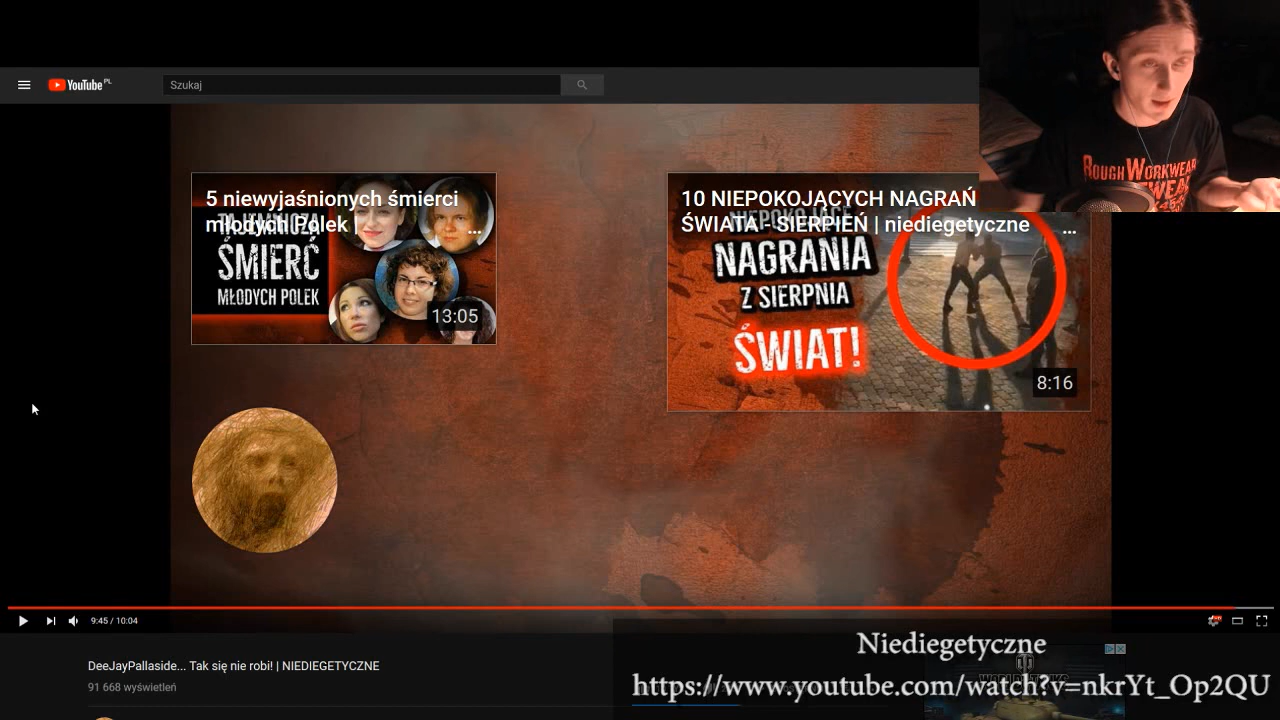 YouTube PL
Szukaj
5 niewyjaśnionych śmierci
młodych Polek |
...
TAJEMNICZA
ŚMIERĆ
MŁODYCH POLEK
13:05
10 NIEPOKOJĄCYCH NAGRAŃ
ŚWIATA - SIERPIEŃ | niediegetyczne
...
NIEPOKOJĄCE
NAGRANIA
Z SIERPNIA
ŚWIAT!
8:16
ROUGH WORKWEAR
9:45 / 10:04
DeeJayPallaside... Tak się nie robi! | NIEDIEGETYCZNE
91 668 wyświetleń
Niediegetyczne
https://www.youtube.com/watch?v=nkrYt_Op2QU